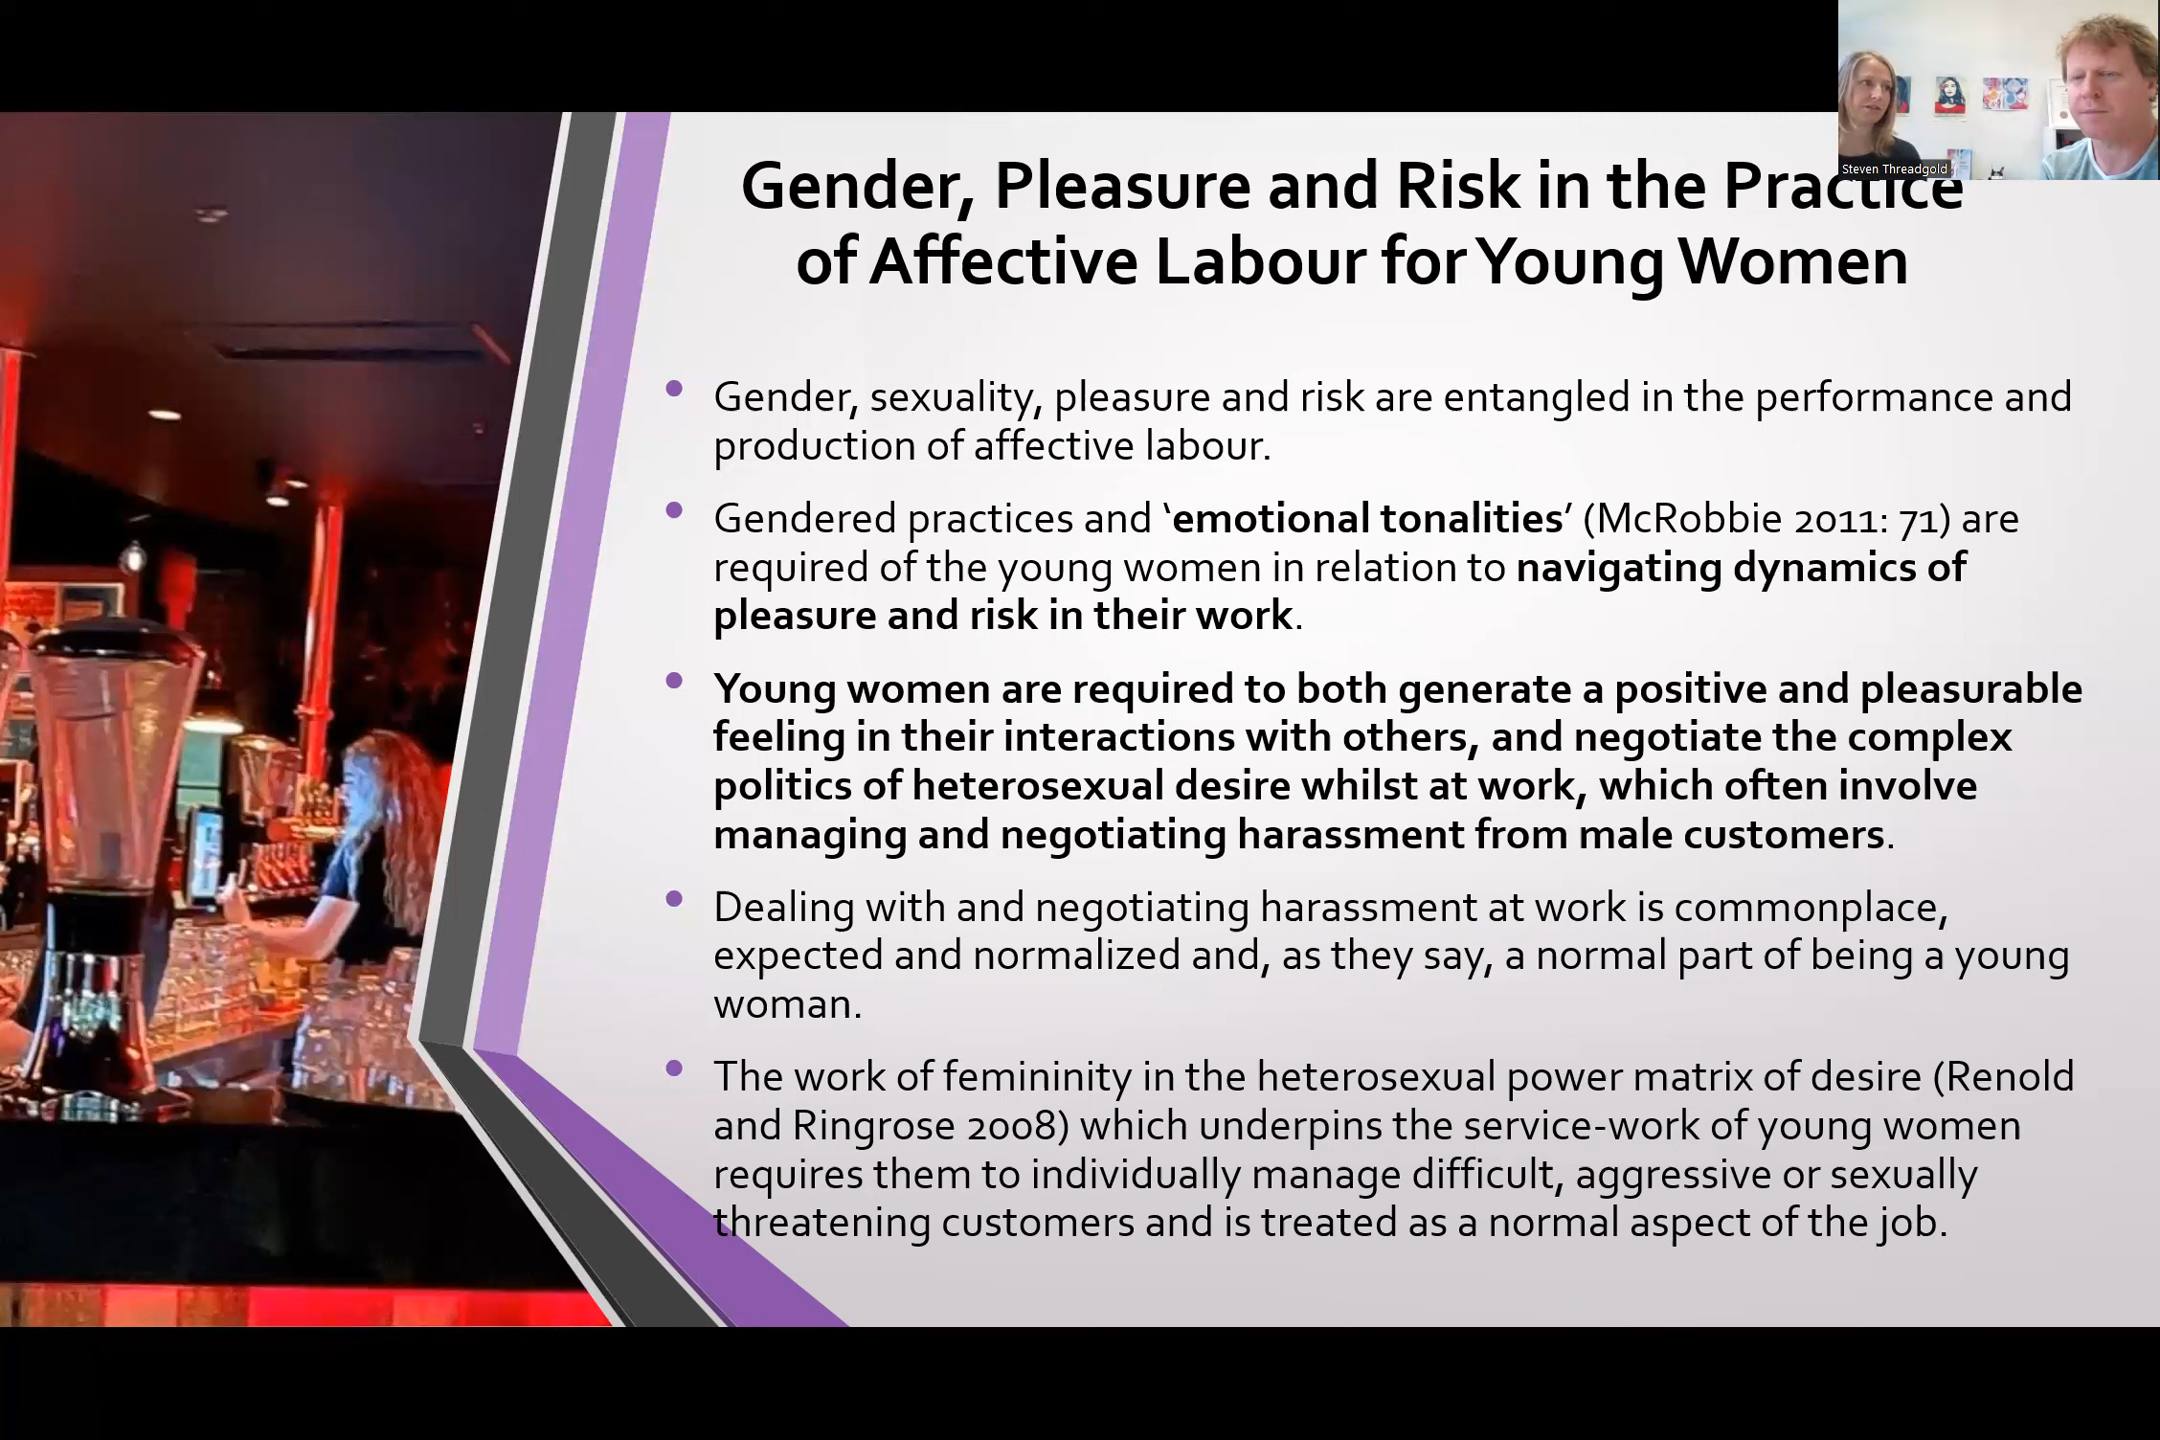 Steven Threadgold
Gender, Pleasure and Risk in the Practice
of Affective Labour for Young Women
• Gender, sexuality, pleasure and risk are entangled in the performance and
production of affective labour.
• Gendered practices and ‘emotional tonalities’ (McRobbie 2011: 71) are
required of the young women in relation to navigating dynamics of
pleasure and risk in their work.
• Young women are required to both generate a positive and pleasurable
feeling in their interactions with others, and negotiate the complex
politics of heterosexual desire whilst at work, which often involve
managing and negotiating harassment from male customers.
• Dealing with and negotiating harassment at work is commonplace,
expected and normalized and, as they say, a normal part of being a young
woman.
• The work of femininity in the heterosexual power matrix of desire (Renold
and Ringrose 2008) which underpins the service-work of young women
requires them to individually manage difficult, aggressive or sexually
threatening customers and is treated as a normal aspect of the job.